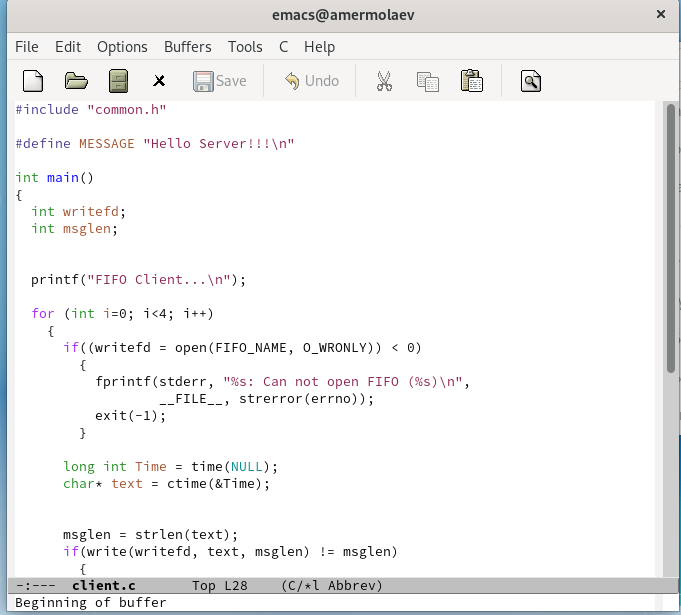 emacs@amermolaev ×
File Edit Options Buffers Tools C Help
Save Undo
#include "common.h"
#define MESSAGE "Hello Server!!!\n"
int main()
{
int writefd;
int msglen;
printf("FIFO Client...\n");
for (int i=0; i<4; i++)
{
if((writefd = open(FIFO_NAME, O_WRONLY)) < 0)
{
fprintf(stderr, "%s: Can not open FIFO (%s)\n",
__FILE__, strerror(errno));
exit(-1);
}
long int Time = time(NULL);
char* text = ctime(&Time);
msglen = strlen(text);
if(write(writefd, text, msglen) != msglen)
{
-:--- client.c Top L28 (C/*l Abbrev)
Beginning of buffer